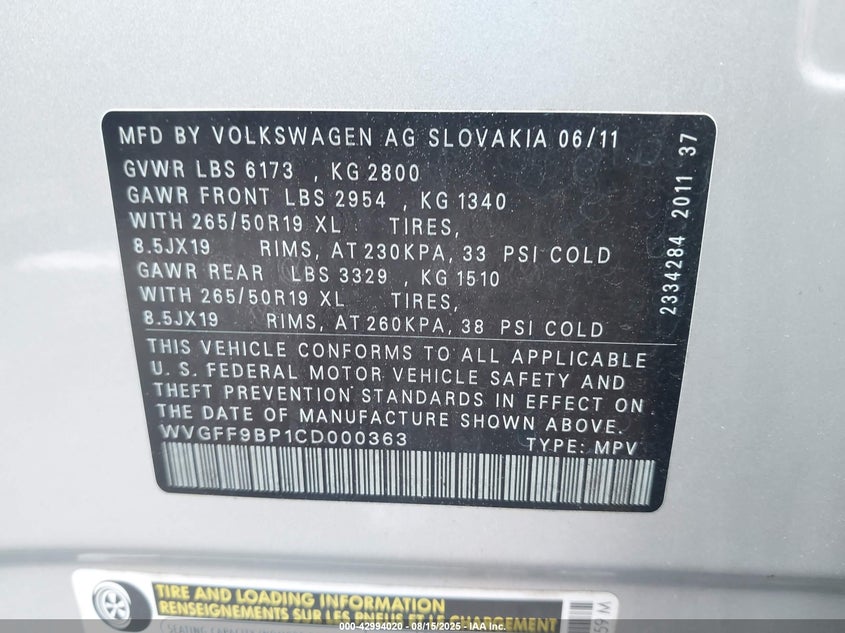 MFD BY VOLKSWAGEN AG SLOVAKIA 06/11
GVWR LBS 6173 , KG 2800
GAWR FRONT LBS 2954 , KG 1340
WITH 265/50R19 XL TIRES,
8.5JX19 RIMS, AT 230KPA, 33 PSI COLD
GAWR REAR LBS 3329 , KG 1510
WITH 265/50R19 XL TIRES,
8.5JX19 RIMS, AT 260KPA, 38 PSI COLD
THIS VEHICLE CONFORMS TO ALL APPLICABLE
U. S. FEDERAL MOTOR VEHICLE SAFETY AND
THEFT PREVENTION STANDARDS IN EFFECT ON
THE DATE OF MANUFACTURE SHOWN ABOVE.
WVGFF9BP1CD000363 TYPE: MPV
2334284 2011 37
TIRE AND LOADING INFORMATION
RENSEIGNEMENTS SUR LES PNEUS ET LE CHARGEMENT
000-42994020 - 08/15/2025 - IAA Inc.